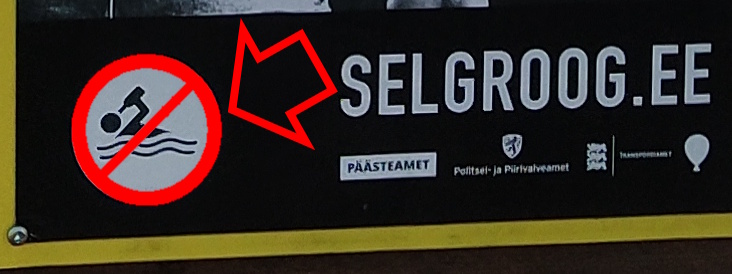 SELGROOG.EE
PÄÄSTEAMET
Politsei- ja Piirivalveamet
TRANSPORDIAMET